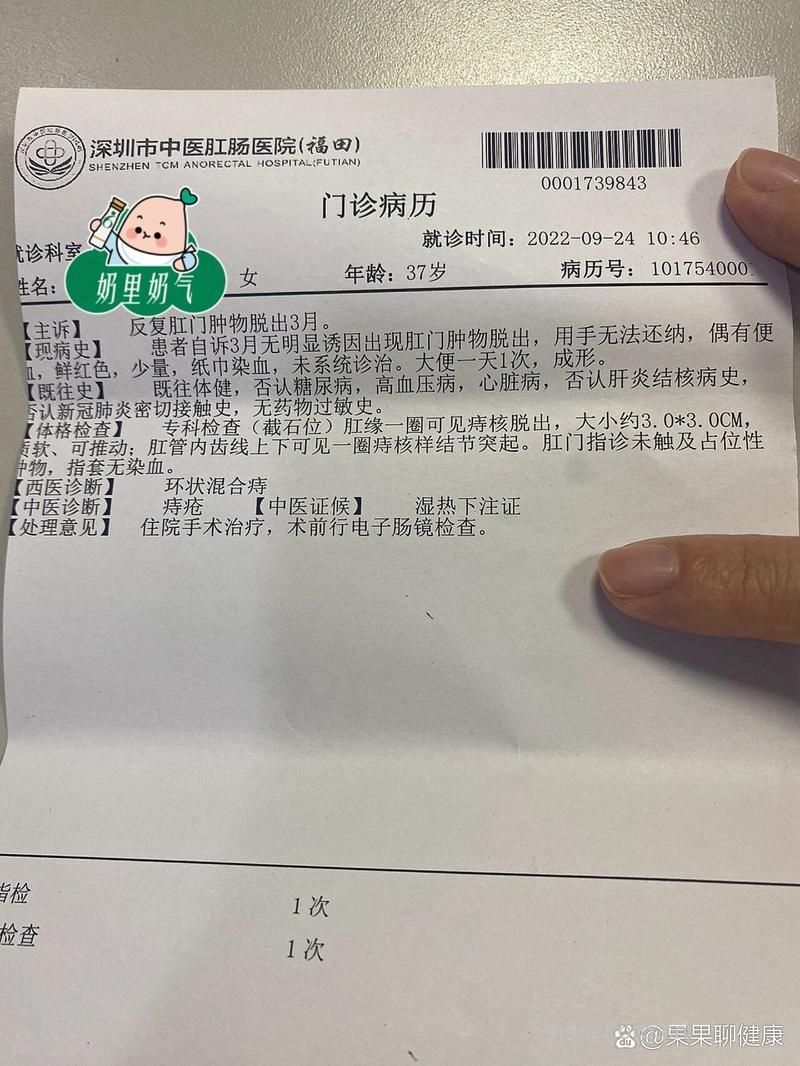 深圳市中医肛肠医院(福田)
SHENZHEN TCM ANORECTAL HOSPITAL(FUTIAN)
0001739843
门诊病历
就诊科室
就诊时间：2022-09-24 10:46
姓名：
奶里奶气
女
年龄：37岁
病历号：1017540001
【主诉】 反复肛门肿物脱出3月。
【现病史】 患者自诉3月无明显诱因出现肛门肿物脱出，用手无法还纳，偶有便
血，鲜红色，少量，纸巾染血，未系统诊治。大便一天1次，成形。
【既往史】 既往体健，否认糖尿病，高血压病，心脏病，否认肝炎结核病史，
否认新冠肺炎密切接触史，无药物过敏史。
【体格检查】 专科检查（截石位）肛缘一圈可见痔核脱出，大小约3.0*3.0CM，
质软、可推动；肛管内齿线上下可见一圈痔核样结节突起。肛门指诊未触及占位性
肿物，指套无染血。
【西医诊断】 环状混合痔
【中医诊断】 痔疮 【中医证候】 湿热下注证
【处理意见】 住院手术治疗，术前行电子肠镜检查。
指检 1次
检查 1次
@果果聊健康